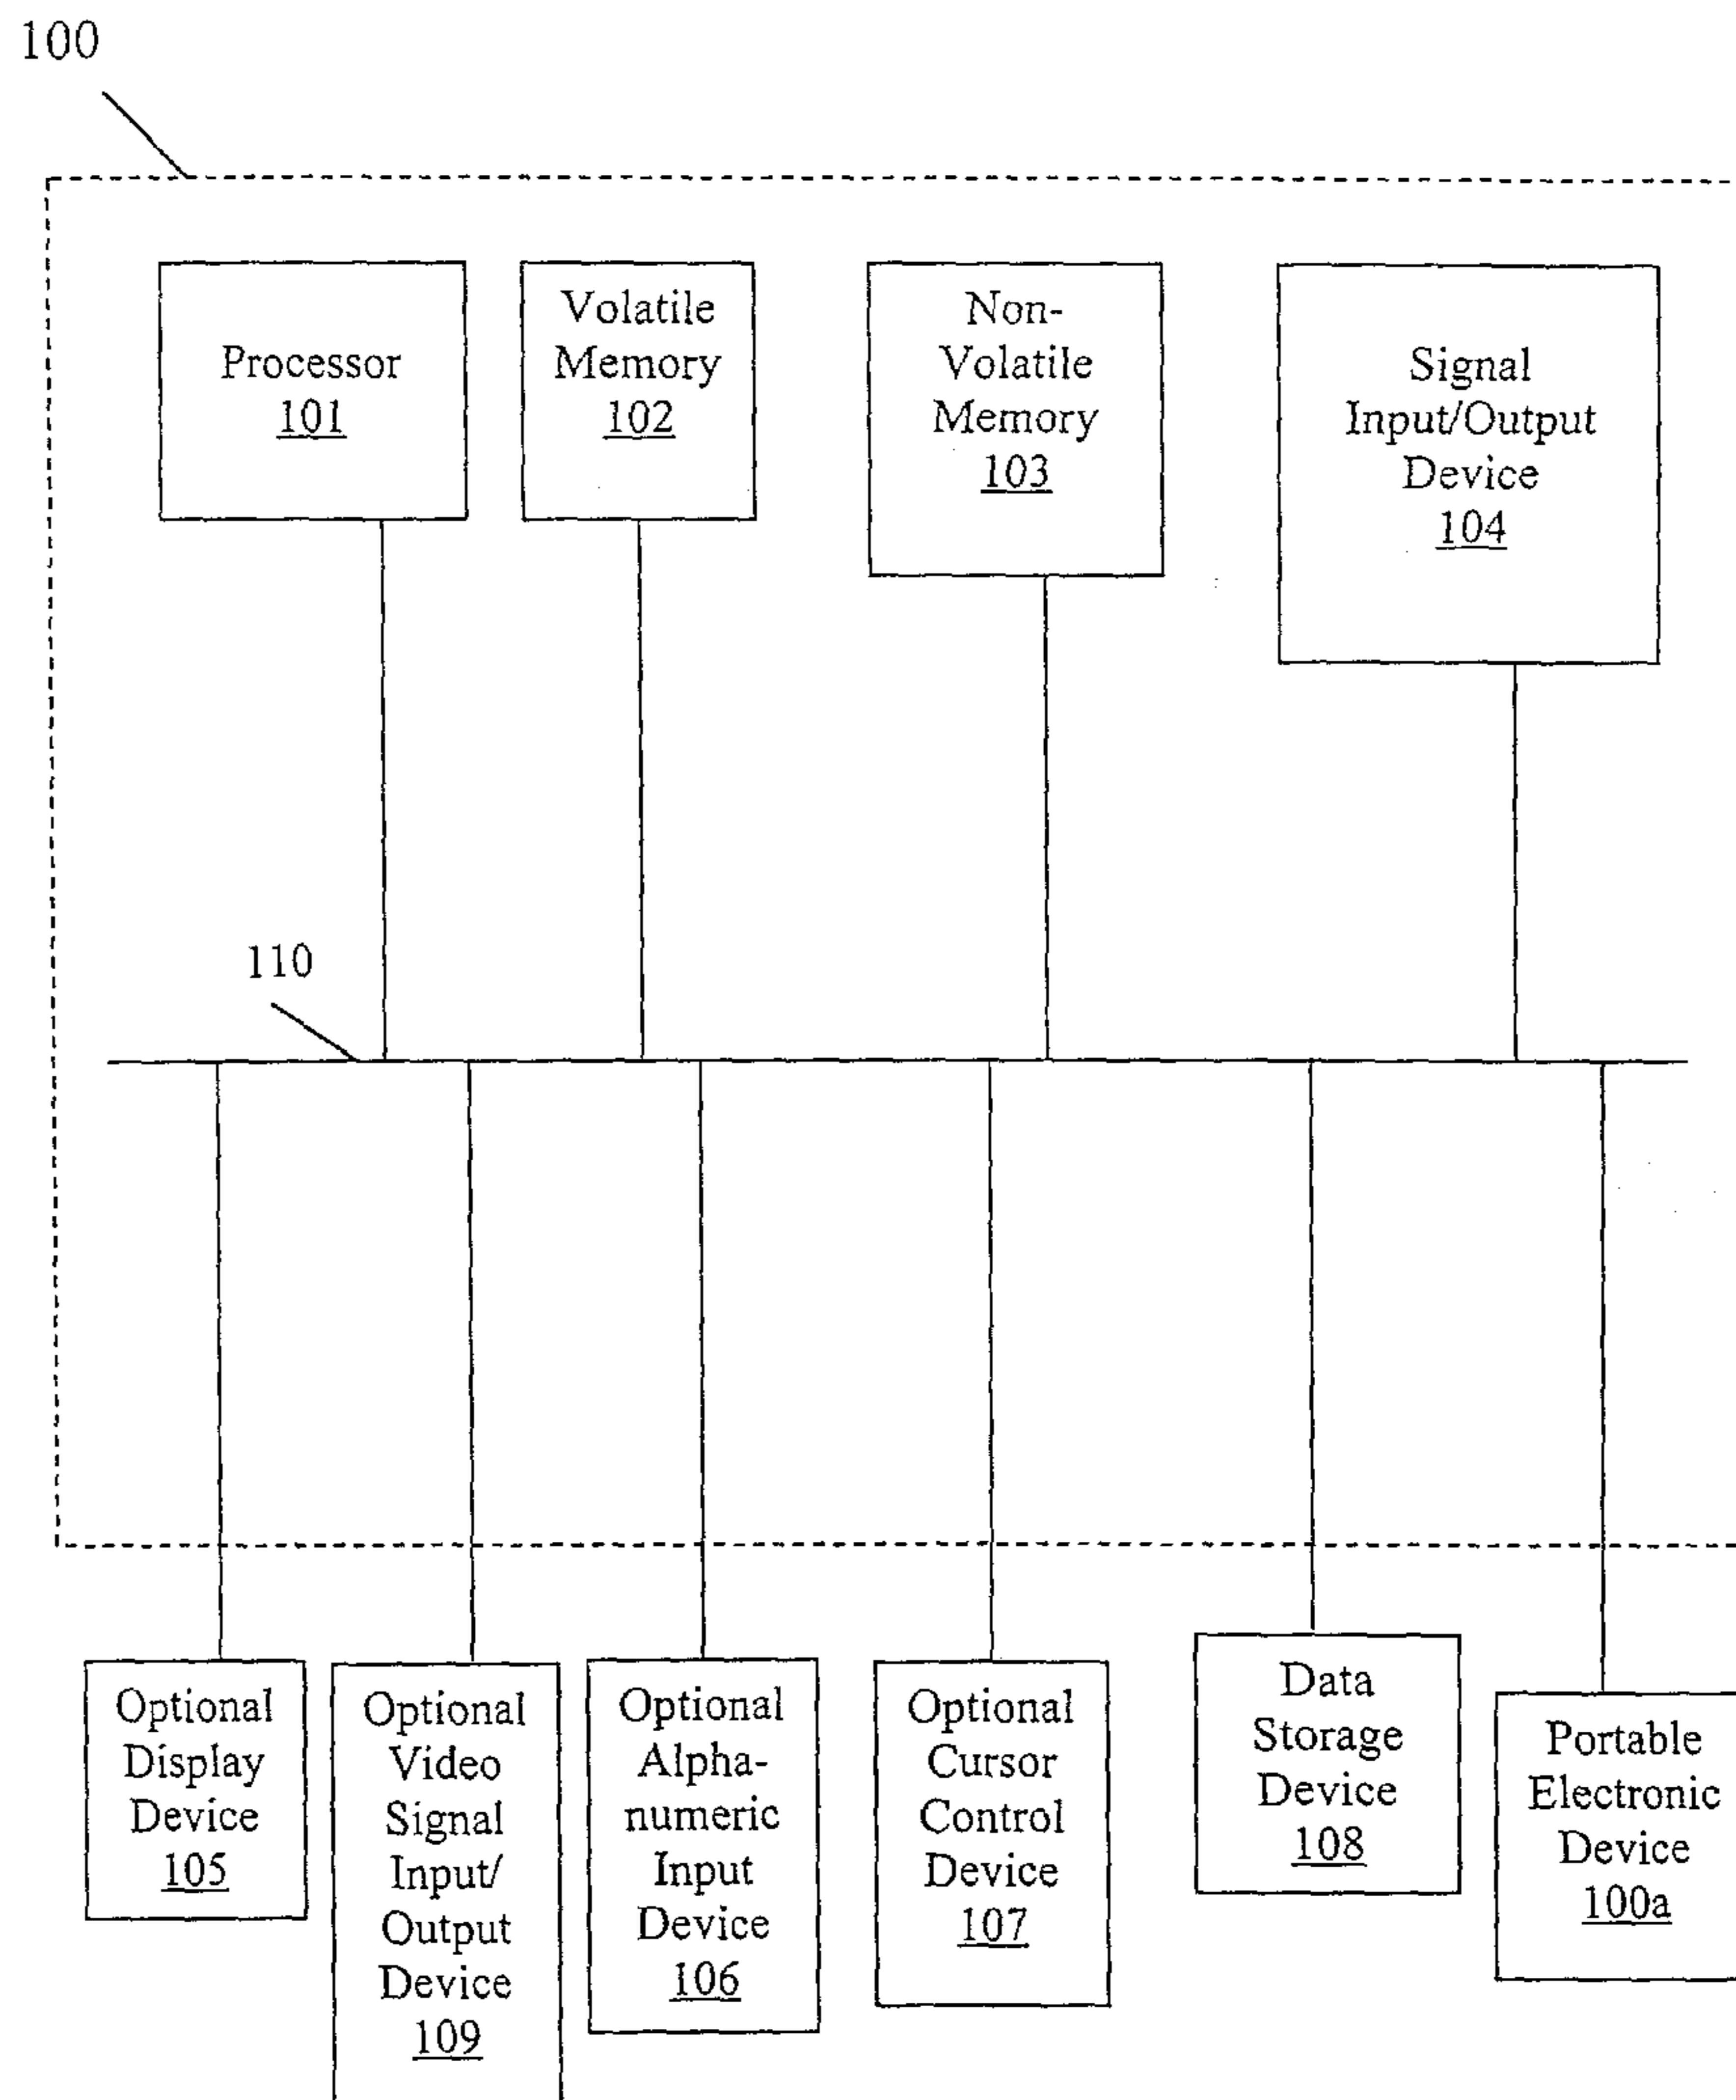 100
Processor
101
Volatile
Memory
102
Non-
Volatile
Memory
103
Signal
Input/Output
Device
104
110
Optional
Display
Device
105
Optional
Video
Signal
Input/
Output
Device
109
Optional
Alpha-
numeric
Input
Device
106
Optional
Cursor
Control
Device
107
Data
Storage
Device
108
Portable
Electronic
Device
100a